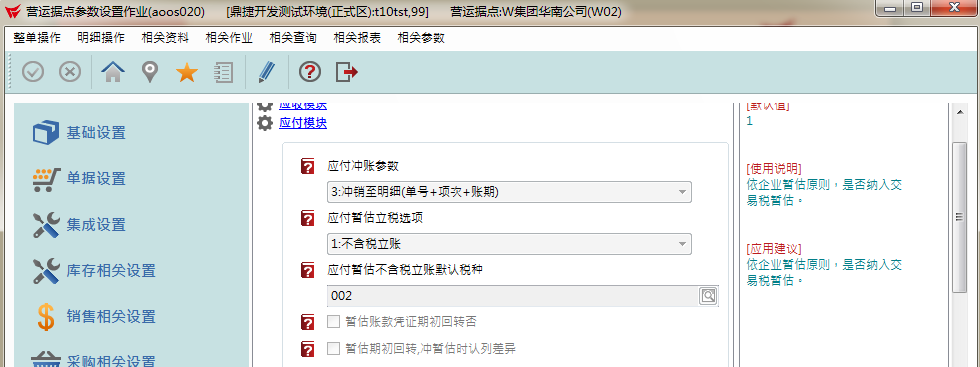 营运据点参数设置作业(aoos020) [鼎捷开发测试环境(正式区):t10tst,99] 营运据点:W集团华南公司(W02)
整单操作 明细操作 相关资料 相关作业 相关查询 相关报表 相关参数
基础设置
单据设置
集成设置
库存相关设置
销售相关设置
采购相关设置
应收模块
应付模块
应付冲账参数
3:冲销至明细(单号+项次+账期)
应付暂估立税选项
1:不含税立账
应付暂估不含税立账默认税种
002
暂估账款凭证期初回转否
暂估期初回转,冲暂估时认列差异
[默认值]
1
[使用说明]
依企业暂估原则，是否纳入交
易税暂估。
[应用建议]
依企业暂估原则，是否纳入交
易税暂估。